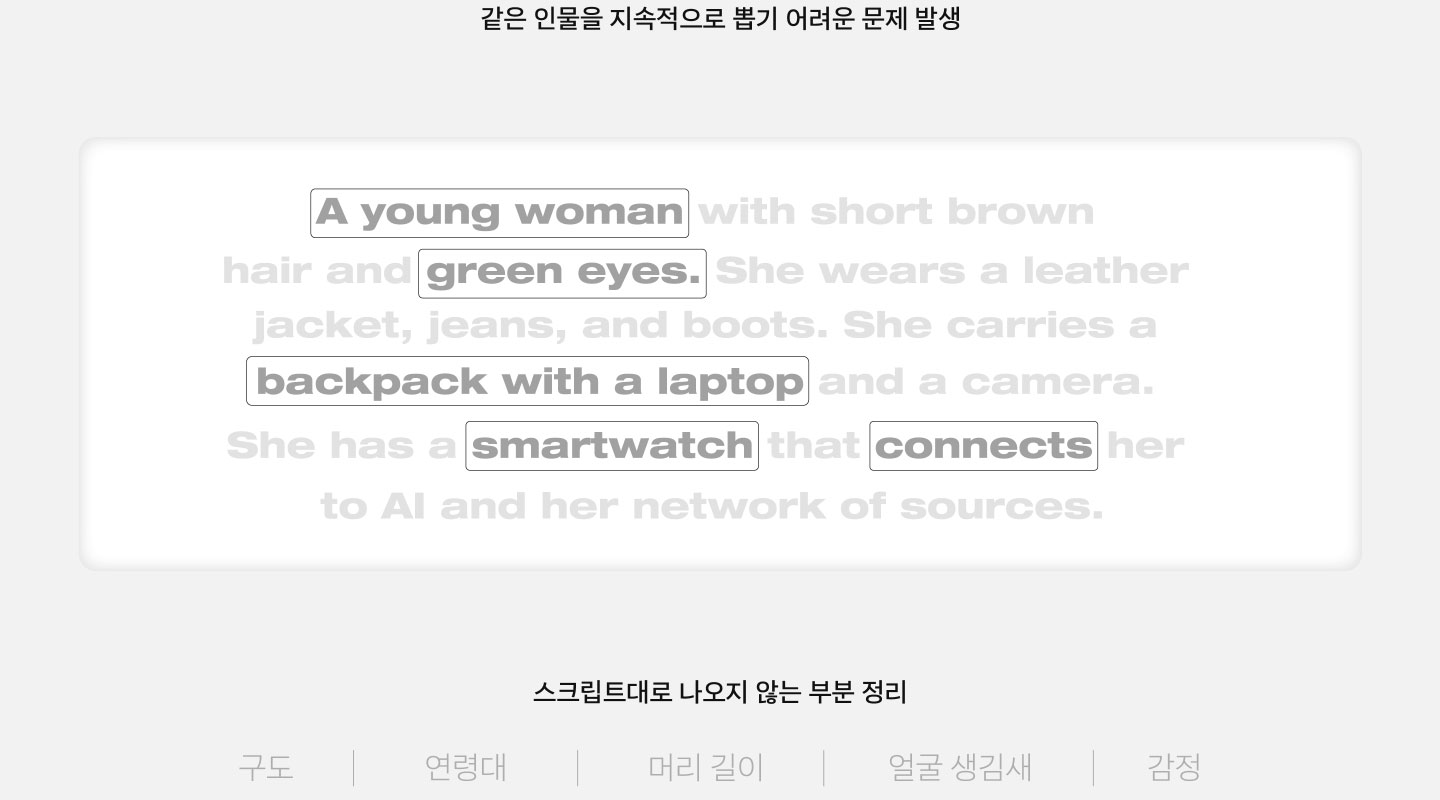 같은 인물을 지속적으로 뽑기 어려운 문제 발생
A young woman with short brown
hair and green eyes. She wears a leather
jacket, jeans, and boots. She carries a
backpack with a laptop and a camera.
She has a smartwatch that connects her
to AI and her network of sources.
스크립트대로 나오지 않는 부분 정리
구도 | 연령대 | 머리 길이 | 얼굴 생김새 | 감정